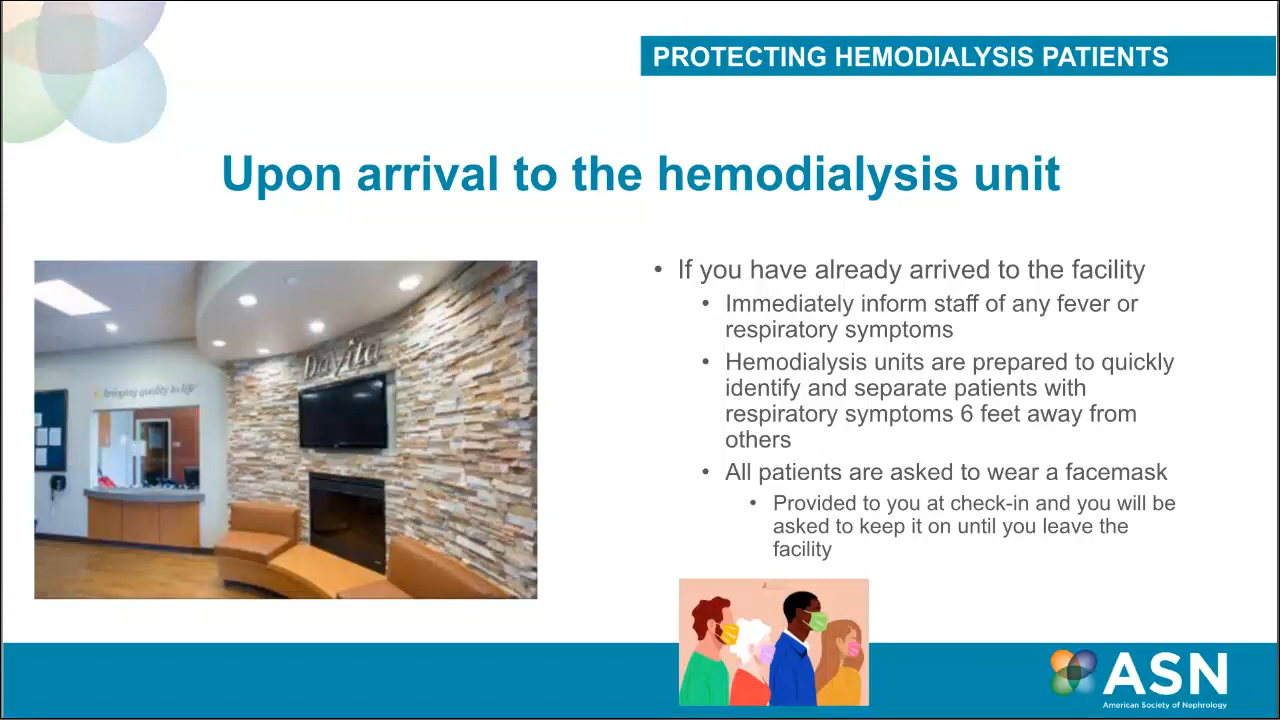 PROTECTING HEMODIALYSIS PATIENTS
Upon arrival to the hemodialysis unit
DaVita
bringing quality to life
• If you have already arrived to the facility
• Immediately inform staff of any fever or
respiratory symptoms
• Hemodialysis units are prepared to quickly
identify and separate patients with
respiratory symptoms 6 feet away from
others
• All patients are asked to wear a facemask
• Provided to you at check-in and you will be
asked to keep it on until you leave the
facility
ASN
American Society of Nephrology